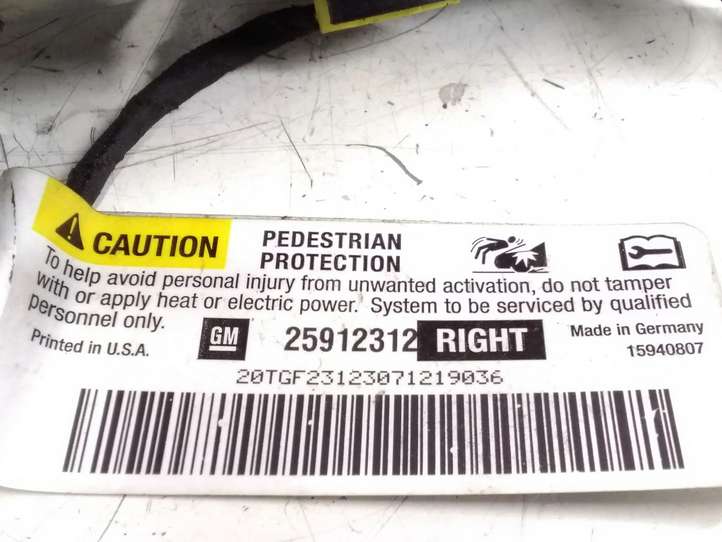 CAUTION PEDESTRIAN PROTECTION
To help avoid personal injury from unwanted activation, do not tamper
with or apply heat or electric power. System to be serviced by qualified
personnel only.
Printed in U.S.A. GM 25912312 RIGHT Made in Germany
15940807
20TGF23123071219036